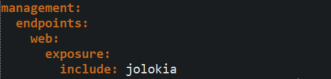 management:
  endpoints:
    web:
      exposure:
        include: jolokia